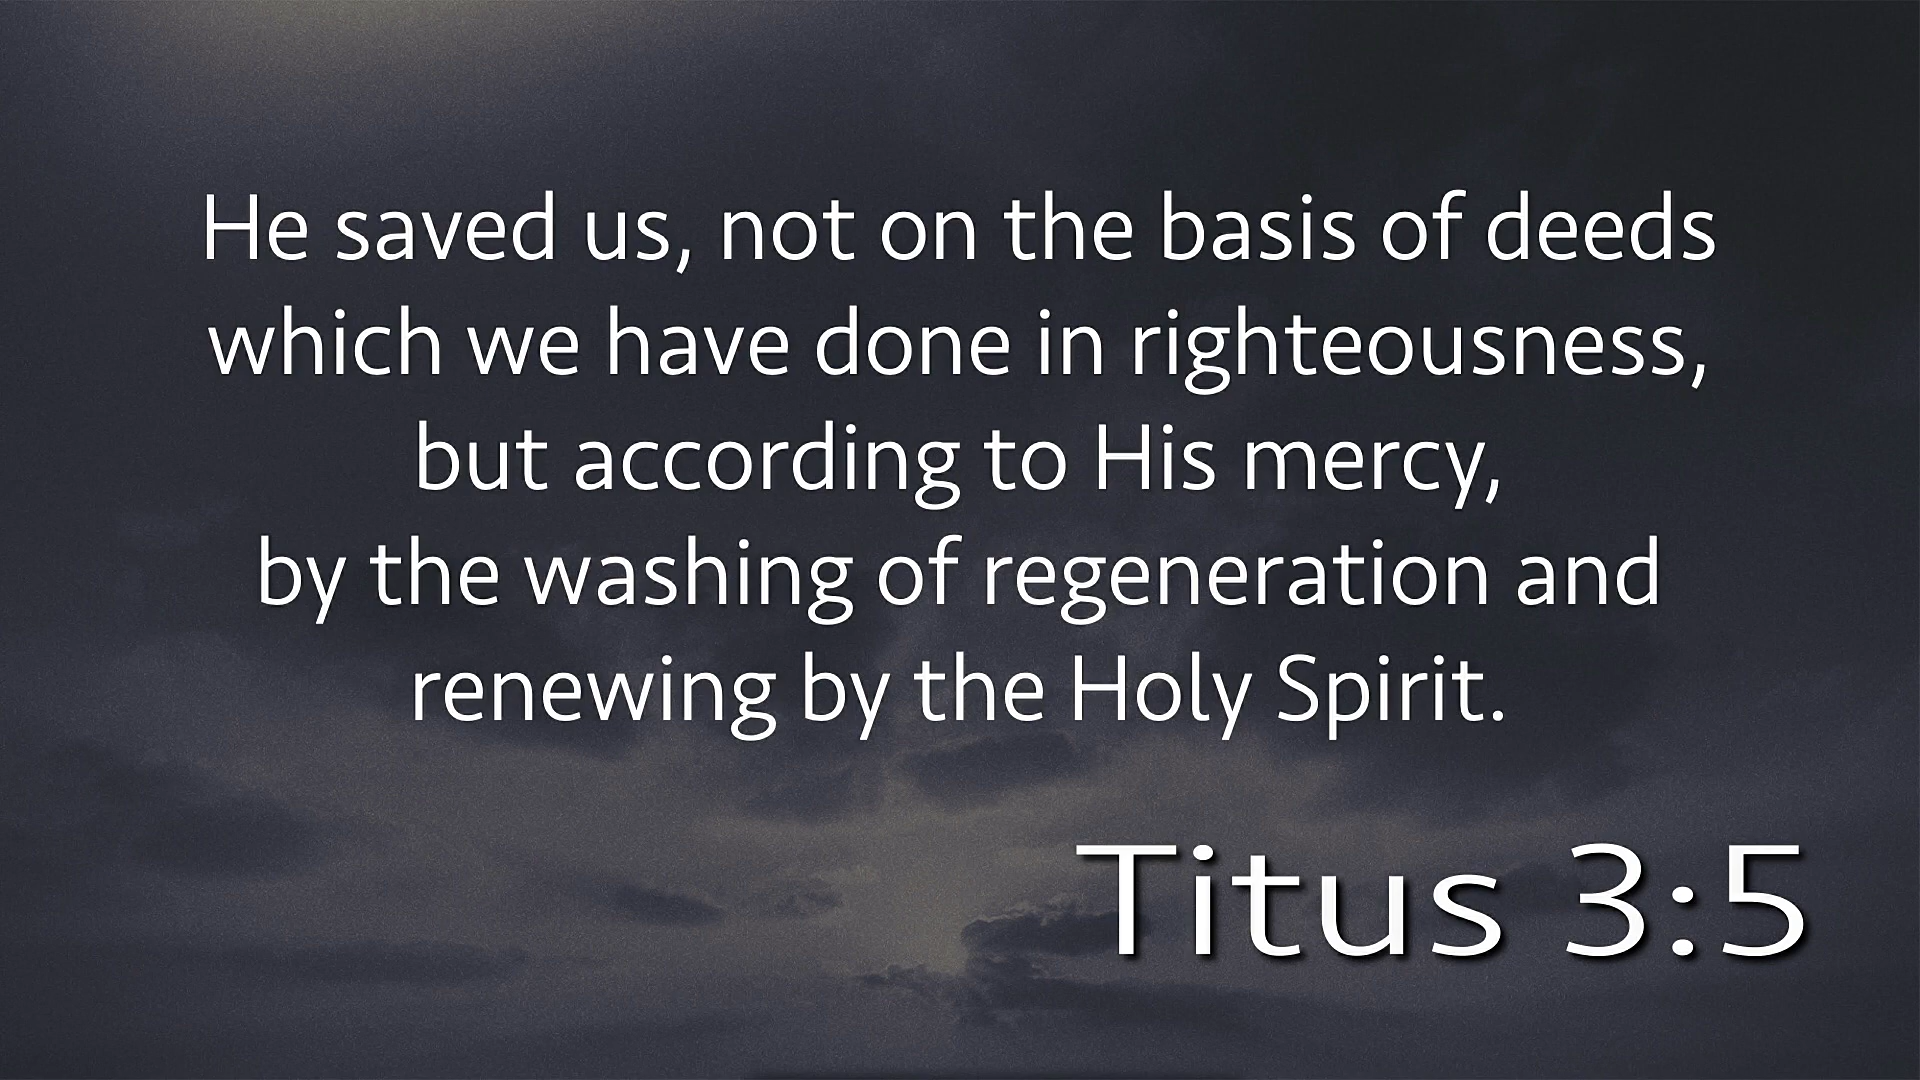 He saved us, not on the basis of deeds
which we have done in righteousness,
but according to His mercy,
by the washing of regeneration and
renewing by the Holy Spirit.
Titus 3:5